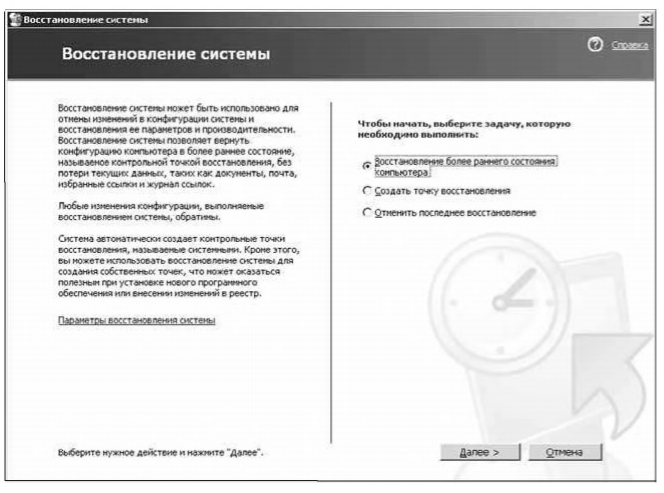 Восстановление системы
Восстановление системы
Справка
Восстановление системы может быть использовано для
отмены изменений в конфигурации системы и
восстановления ее параметров и производительности.
Восстановление системы позволяет вернуть
конфигурацию компьютера в более раннее состояние,
называемое контрольной точкой восстановления, без
потери текущих данных, таких как документы, почта,
избранные ссылки и журнал ссылок.
Любые изменения конфигурации, выполняемые
восстановлением системы, обратимы.
Система автоматически создает контрольные точки
восстановления, называемые системными. Кроме этого,
вы можете использовать восстановление системы для
создания собственных точек, что может оказаться
полезным при установке нового программного
обеспечения или внесении изменений в реестр.
Параметры восстановления системы
Выберите нужное действие и нажмите "Далее".
Чтобы начать, выберите задачу, которую
необходимо выполнить:
Восстановление более раннего состояния
компьютера
Создать точку восстановления
Отменить последнее восстановление
Далее >
Отмена